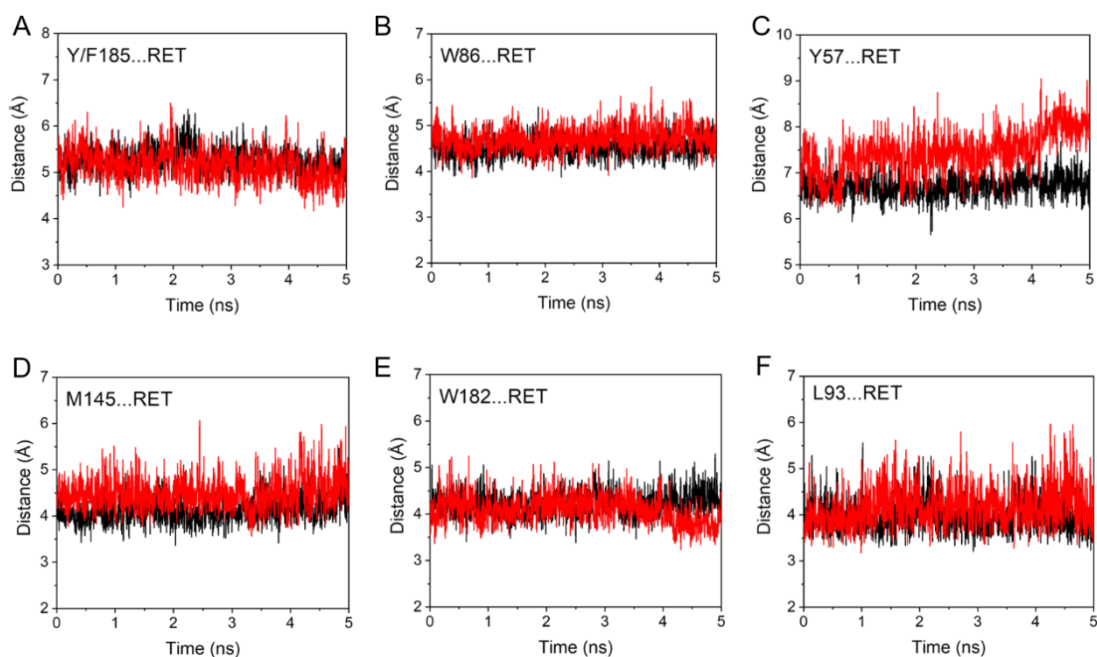 A
Y/F185...RET
8
7
6
5
4
3
Distance (Å)
0 1 2 3 4 5
Time (ns)
B
W86...RET
7
6
5
4
3
2
Distance (Å)
0 1 2 3 4 5
Time (ns)
C
Y57...RET
10
9
8
7
6
5
Distance (Å)
0 1 2 3 4 5
Time (ns)
D
M145...RET
7
6
5
4
3
2
Distance (Å)
0 1 2 3 4 5
Time (ns)
E
W182...RET
7
6
5
4
3
2
Distance (Å)
0 1 2 3 4 5
Time (ns)
F
L93...RET
7
6
5
4
3
2
Distance (Å)
0 1 2 3 4 5
Time (ns)